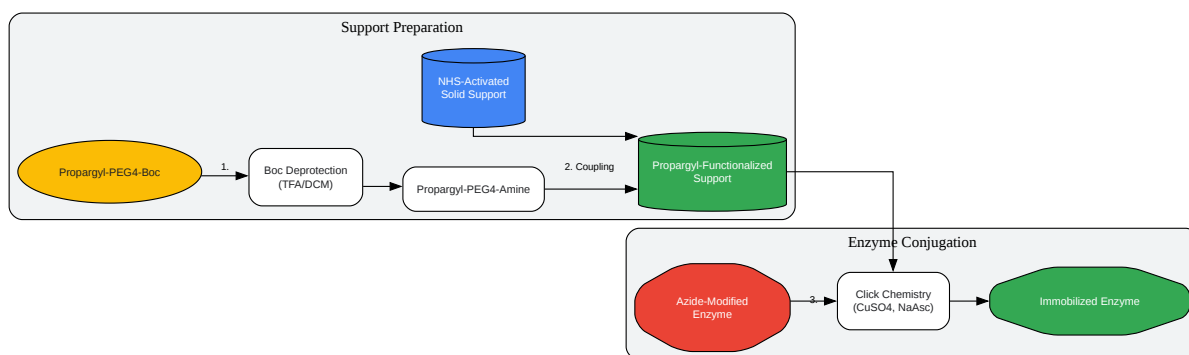 Support Preparation
NHS-Activated
Solid Support
Propargyl-PEG4-Boc
1.
Boc Deprotection
(TFA/DCM)
Propargyl-PEG4-Amine
2. Coupling
Propargyl-Functionalized
Support
Enzyme Conjugation
Azide-Modified
Enzyme
3.
Click Chemistry
(CuSO4, NaAsc)
Immobilized Enzyme